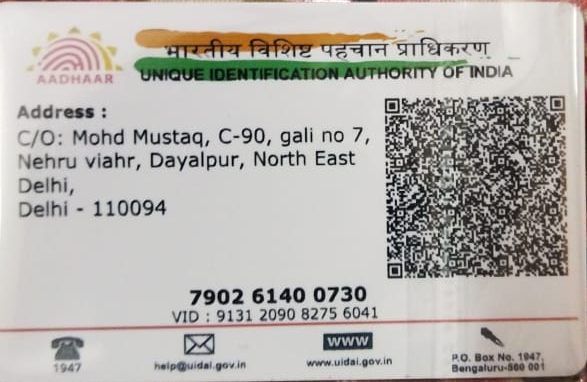 भारतीय विशिष्ट पहचान प्राधिकरण
AADHAAR
UNIQUE IDENTIFICATION AUTHORITY OF INDIA
Address :
C/O: Mohd Mustaq, C-90, gali no 7,
Nehru viahr, Dayalpur, North East
Delhi,
Delhi - 110094
7902 6140 0730
VID : 9131 2090 8275 6041
1947
help@uidai.gov.in
www
www.uidai.gov.in
P.O. Box No. 1947,
Bengaluru-560 001